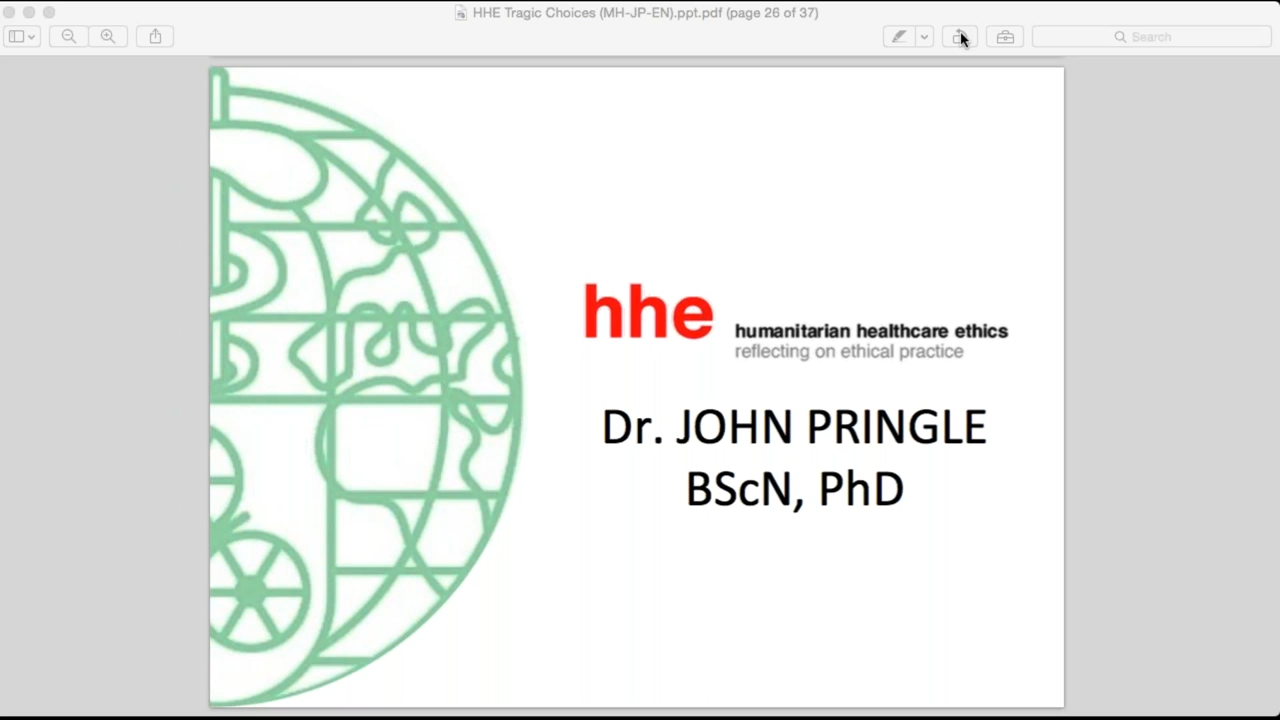 HHE Tragic Choices (MH-JP-EN).ppt.pdf (page 26 of 37)
Search
hhe
humanitarian healthcare ethics
reflecting on ethical practice
Dr. JOHN PRINGLE
BScN, PhD